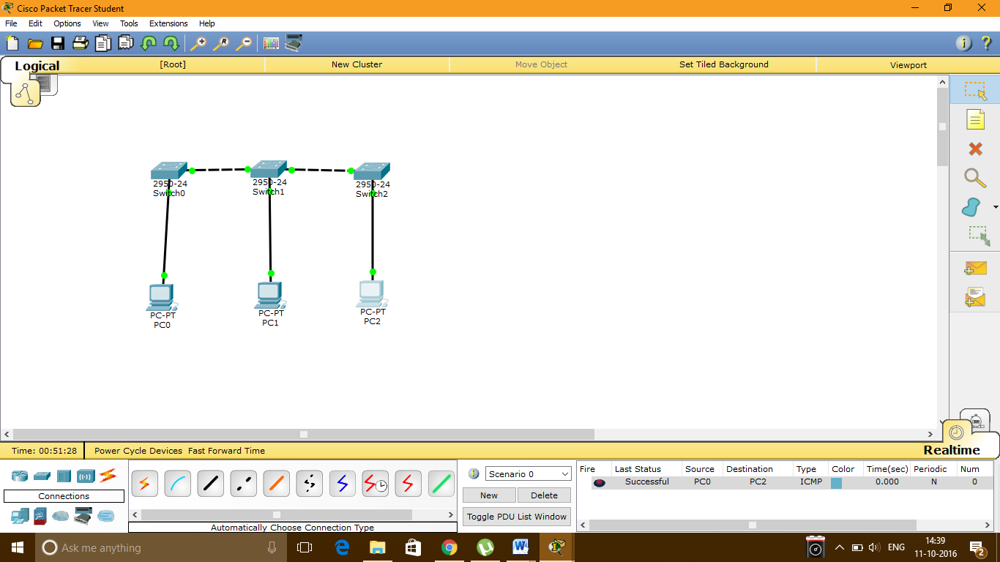 Cisco Packet Tracer Student
File Edit Options View Tools Extensions Help
Logical [Root] New Cluster Move Object Set Tiled Background Viewport
2950-24 2950-24 2950-24
Switch0 Switch1 Switch2
PC-PT PC-PT PC-PT
PC0 PC1 PC2
Time: 00:51:28 Power Cycle Devices Fast Forward Time Realtime
Connections
Automatically Choose Connection Type
Scenario 0
New Delete
Toggle PDU List Window
Fire Last Status Source Destination Type Color Time(sec) Periodic Num
Successful PC0 PC2 ICMP 0.000 N 0
Ask me anything
ENG 14:39
11-10-2016 2